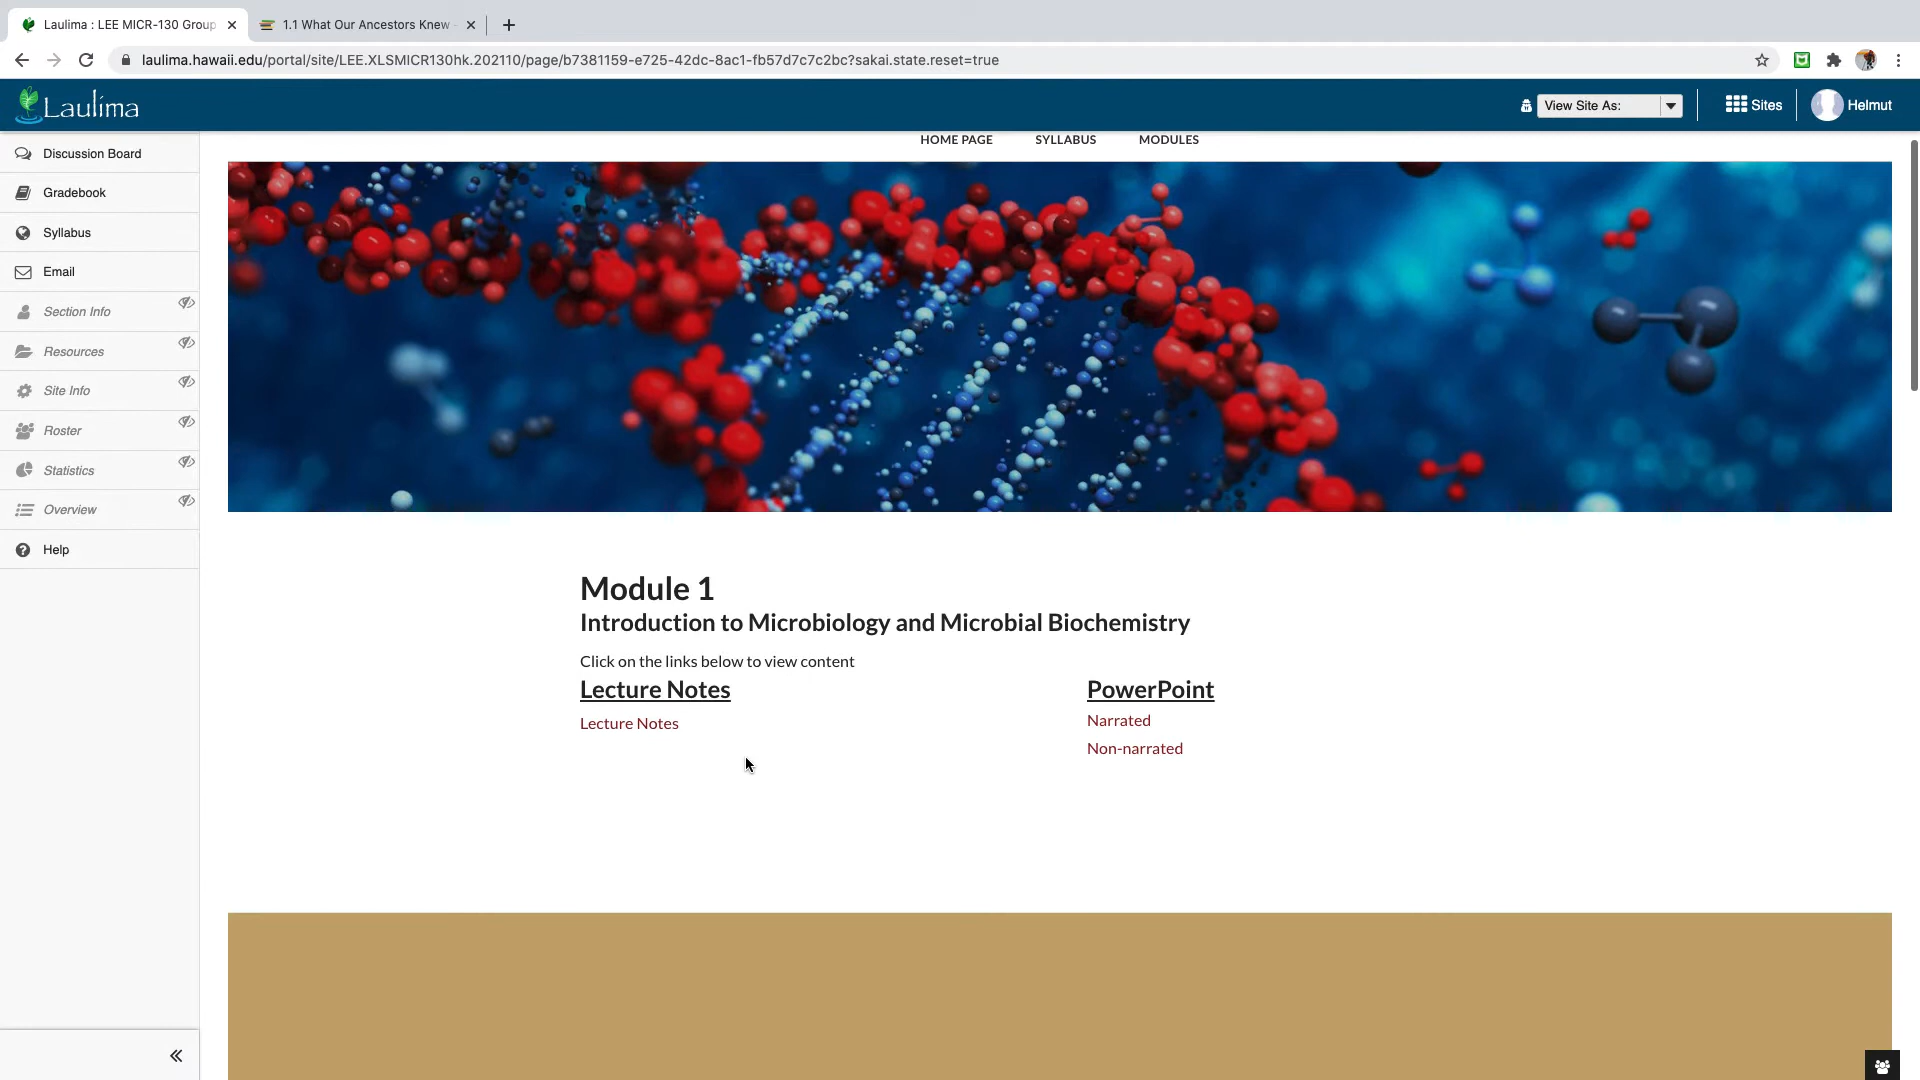 Laulima : LEE MICR-130 Group
1.1 What Our Ancestors Knew
laulima.hawaii.edu/portal/site/LEE.XLSMICR130hk.202110/page/b7381159-e725-42dc-8ac1-fb57d7c7c2bc?sakai.state.reset=true
Laulima
View Site As:
Sites
Helmut
Discussion Board
Gradebook
Syllabus
Email
Section Info
Resources
Site Info
Roster
Statistics
Overview
Help
HOME PAGE
SYLLABUS
MODULES
Module 1
Introduction to Microbiology and Microbial Biochemistry
Click on the links below to view content
Lecture Notes
Lecture Notes
PowerPoint
Narrated
Non-narrated